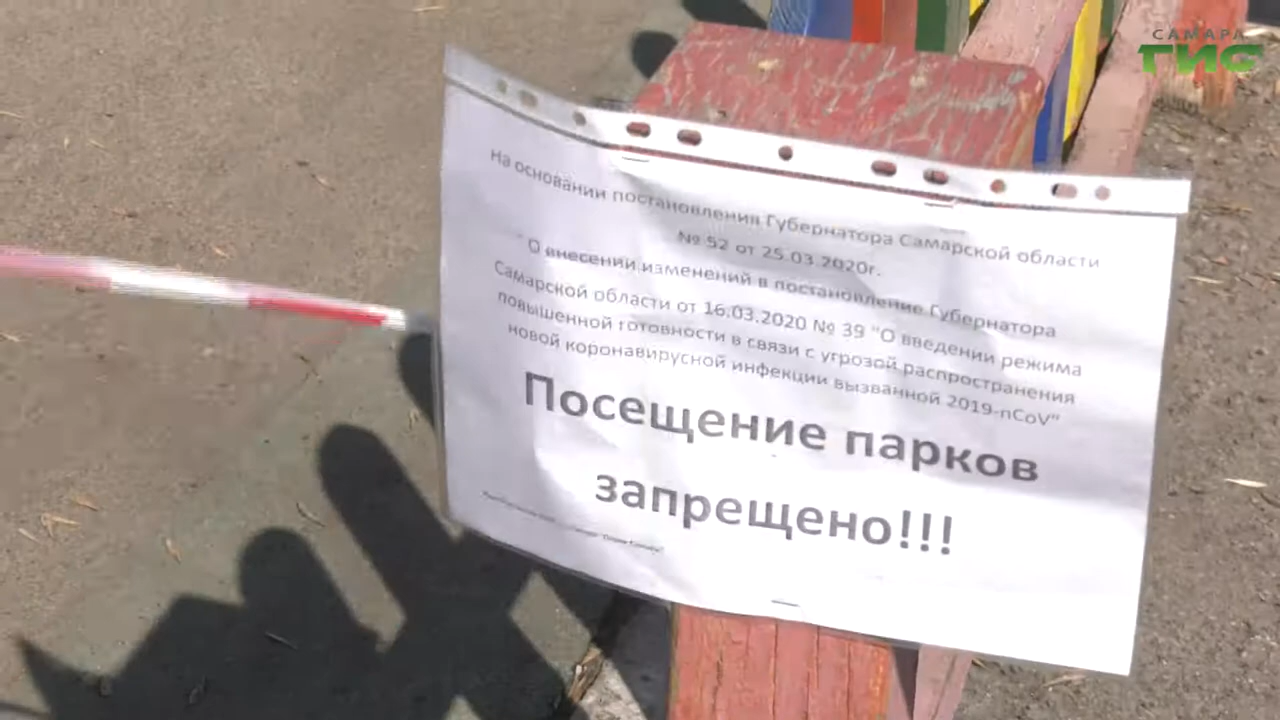 САМАРА
ГИС
На основании постановления Губернатора Самарской области
№ 52 от 25.03.2020г.
"О внесении изменений в постановление Губернатора
Самарской области от 16.03.2020 № 39 "О введении режима
повышенной готовности в связи с угрозой распространения
новой коронавирусной инфекции вызванной 2019-nCoV"
Посещение парков
запрещено!!!